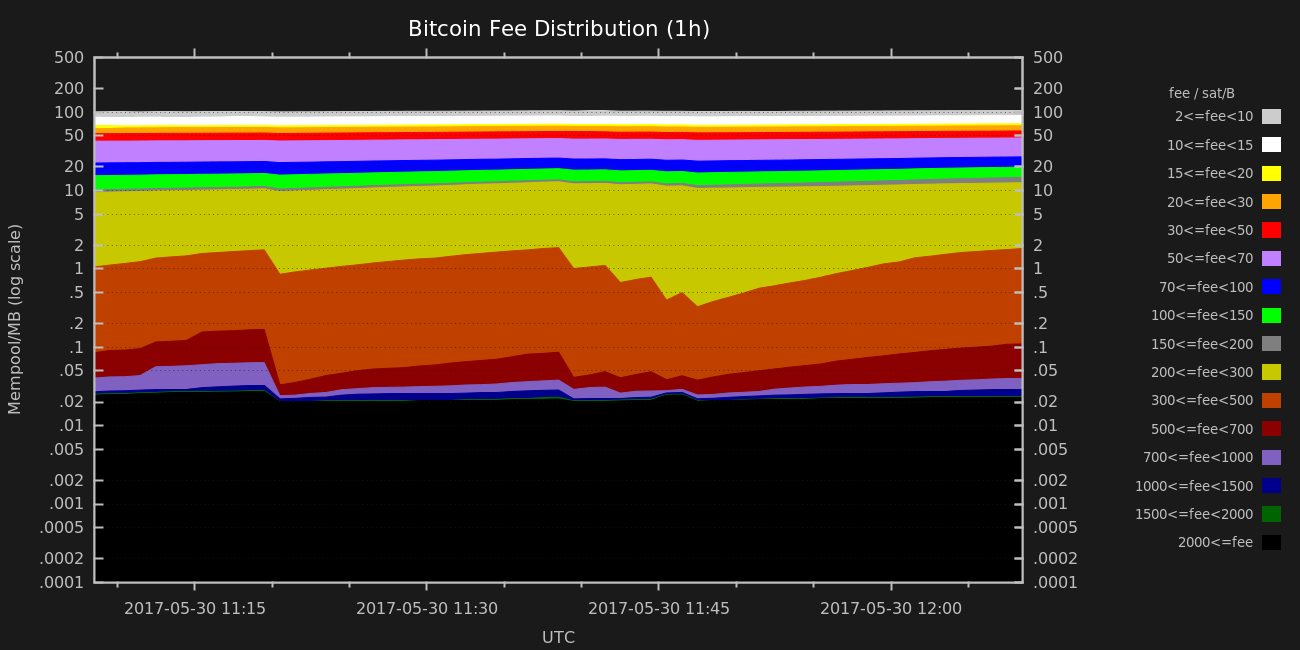 Bitcoin Fee Distribution (1h)
500
200
100
50
20
10
5
2
1
.5
.2
.1
.05
.02
.01
.005
.002
.001
.0005
.0002
.0001
Mempool/MB (log scale)
500
200
100
50
20
10
5
2
1
.5
.2
.1
.05
.02
.01
.005
.002
.001
.0005
.0002
.0001
2017-05-30 11:15
2017-05-30 11:30
2017-05-30 11:45
2017-05-30 12:00
UTC
fee / sat/B
2<=fee<10
10<=fee<15
15<=fee<20
20<=fee<30
30<=fee<50
50<=fee<70
70<=fee<100
100<=fee<150
150<=fee<200
200<=fee<300
300<=fee<500
500<=fee<700
700<=fee<1000
1000<=fee<1500
1500<=fee<2000
2000<=fee